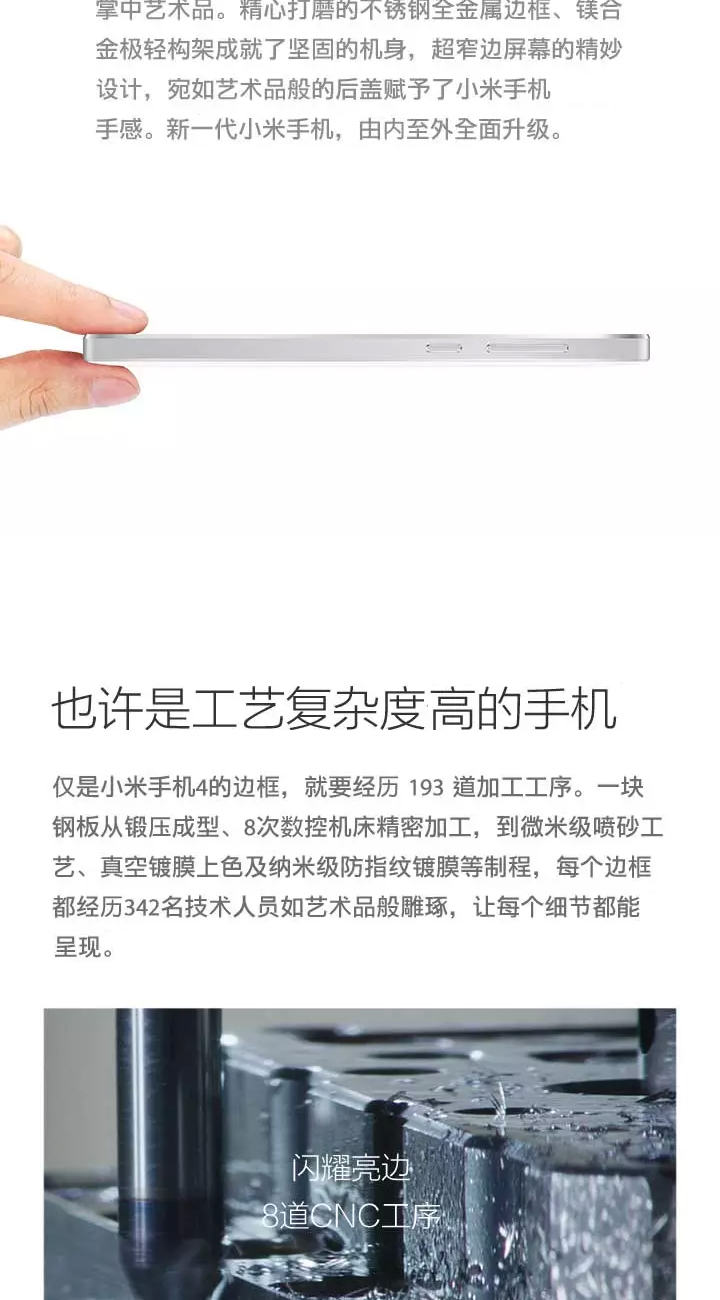 掌中艺术品。精心打磨的不锈钢全金属边框、镁合
金极轻构架成就了坚固的机身，超窄边屏幕的精妙
设计，宛如艺术品般的后盖赋予了小米手机
手感。新一代小米手机，由内至外全面升级。
也许是工艺复杂度高的手机
仅是小米手机4的边框，就要经历 193 道加工工序。一块
钢板从锻压成型、8次数控机床精密加工，到微米级喷砂工
艺、真空镀膜上色及纳米级防指纹镀膜等制程，每个边框
都经历342名技术人员如艺术品般雕琢，让每个细节都能
呈现。
闪耀亮边
8道CNC工序